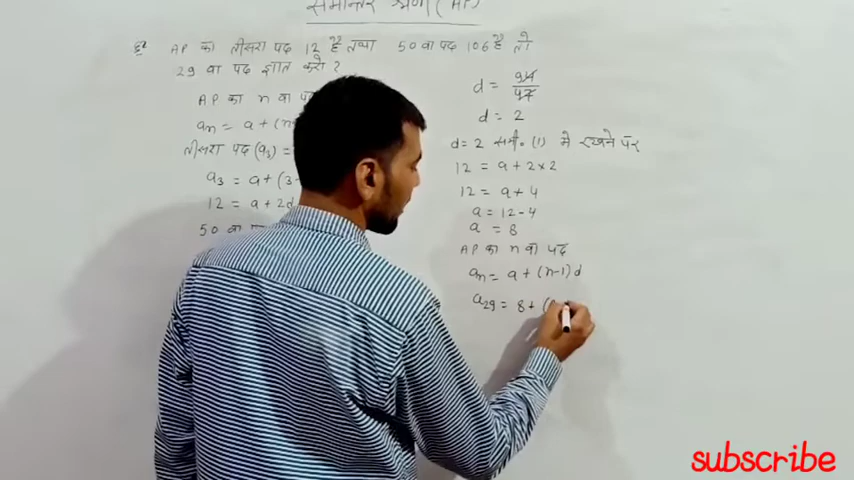 समान्तर श्रेणी (AP)
AP का तीसरा पद 12 है तथा 50 वा पद 106 है तो
29 वा पद ज्ञात करो ?
AP का n वा प
an = a + (n
तीसरा पद (a3) =
a3 = a + (3-
12 = a + 2d
50 वा
d = 94/47
d = 2
d = 2 समी० (1) मे रखने पर
12 = a + 2×2
12 = a + 4
a = 12 - 4
a = 8
AP का n वा पद
an = a + (n-1)d
a29 = 8 + (
subscribe